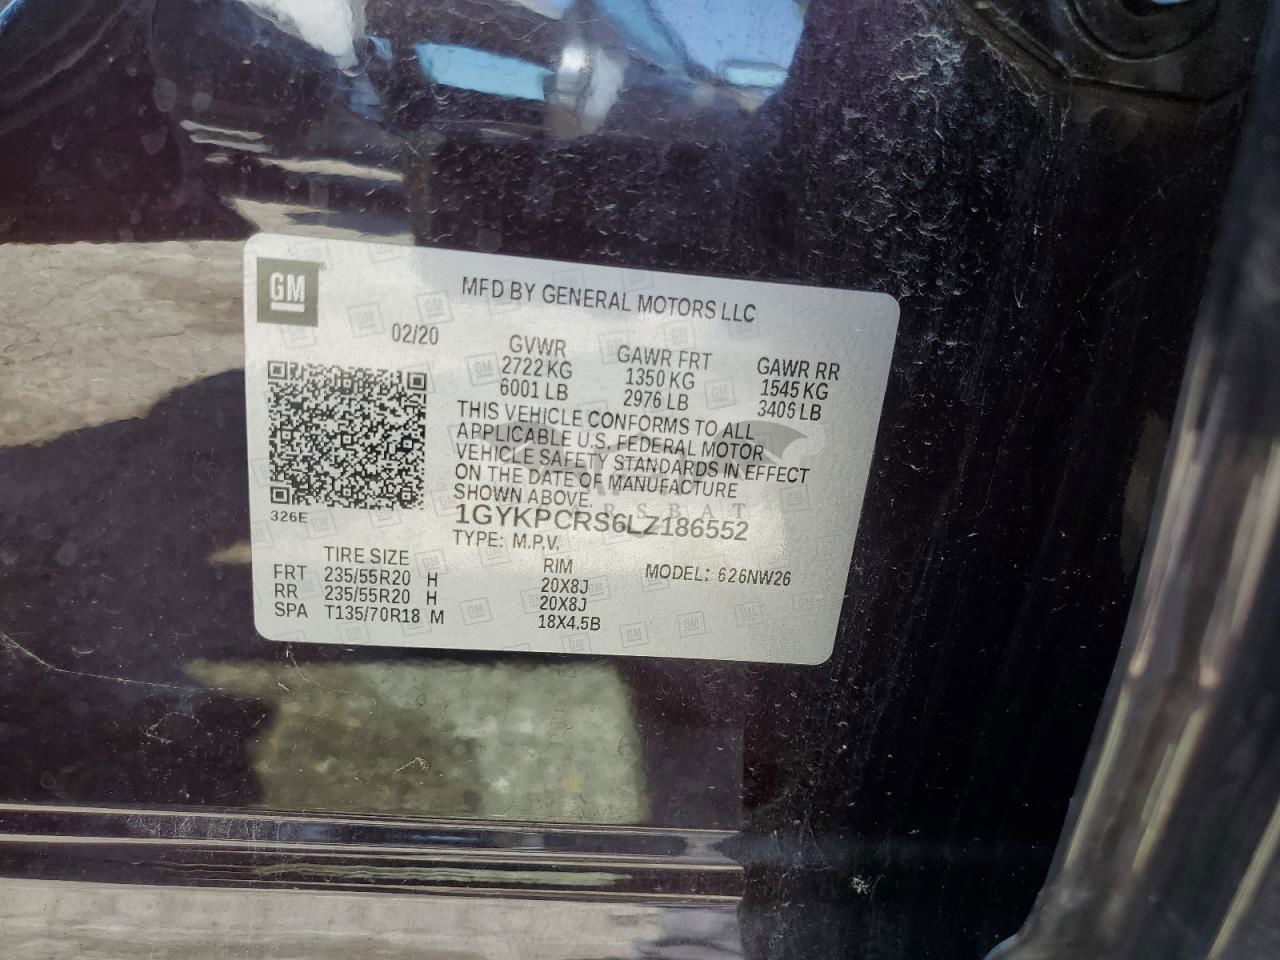 GM
MFD BY GENERAL MOTORS LLC
02/20
GVWR GAWR FRT GAWR RR
2722 KG 1350 KG 1545 KG
6001 LB 2976 LB 3406 LB
THIS VEHICLE CONFORMS TO ALL
APPLICABLE U.S. FEDERAL MOTOR
VEHICLE SAFETY STANDARDS IN EFFECT
ON THE DATE OF MANUFACTURE
SHOWN ABOVE.
326E
1GYKPCRS6LZ186552
TYPE: M.P.V.
TIRE SIZE RIM MODEL: 626NW26
FRT 235/55R20 H 20X8J
RR 235/55R20 H 20X8J
SPA T135/70R18 M 18X4.5B